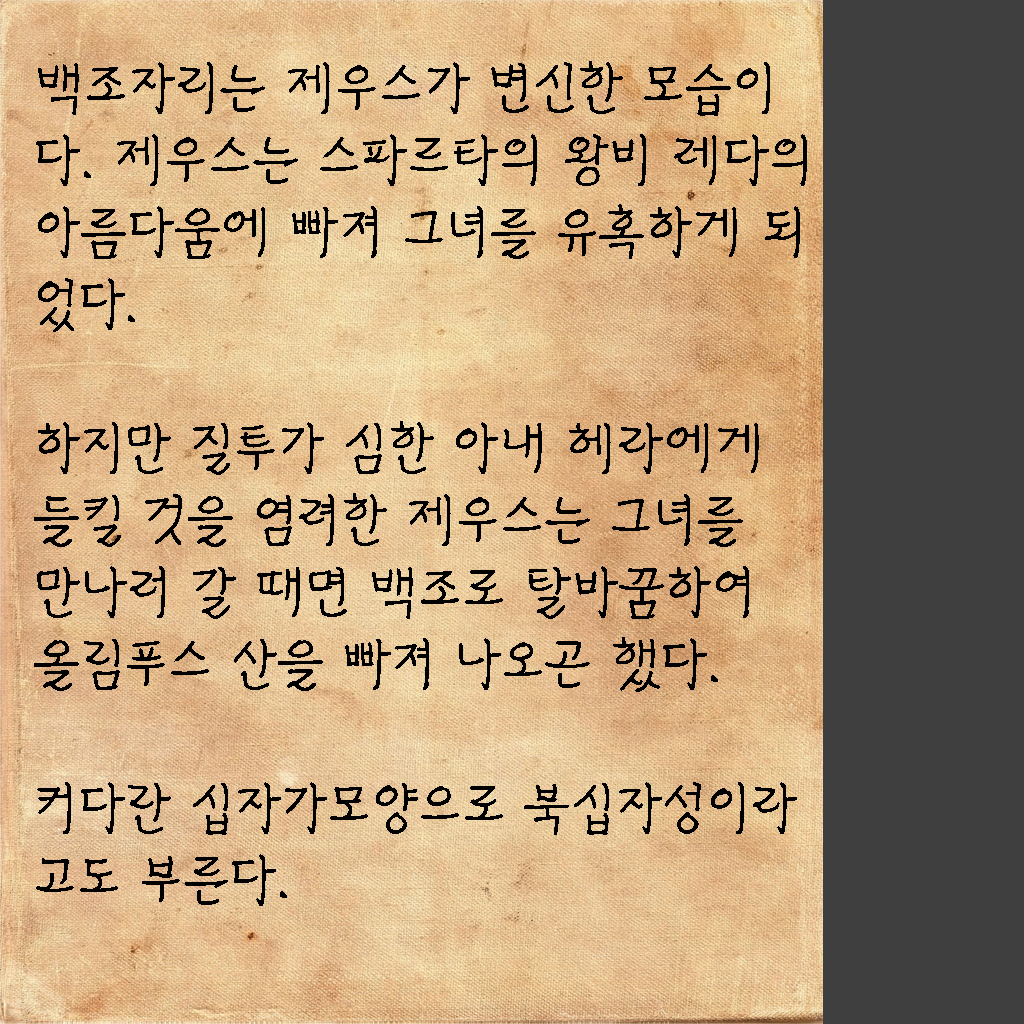 백조자리는 제우스가 변신한 모습이
다. 제우스는 스파르타의 왕비 레다의
아름다움에 빠져 그녀를 유혹하게 되
었다.
하지만 질투가 심한 아내 헤라에게
들킬 것을 염려한 제우스는 그녀를
만나러 갈 때면 백조로 탈바꿈하여
올림푸스 산을 빠져 나오곤 했다.
커다란 십자가모양으로 북십자성이라
고도 부른다.